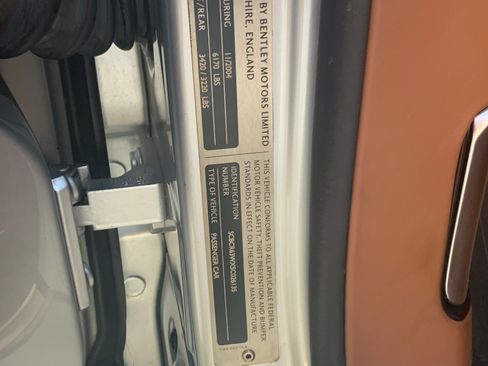 BY BENTLEY MOTORS LIMITED
HIRE, ENGLAND
URING 11/2004
6170 LBS
/REAR 3420 / 3220 LBS
THIS VEHICLE CONFORMS TO ALL APPLICABLE FEDERAL
MOTOR VEHICLE SAFETY, THEFT PREVENTION AND BUMPER
STANDARDS IN EFFECT ON THE DATE OF MANUFACTURE
IDENTIFICATION
NUMBER SCBCR63WX5C026135
TYPE OF VEHICLE PASSENGER CAR